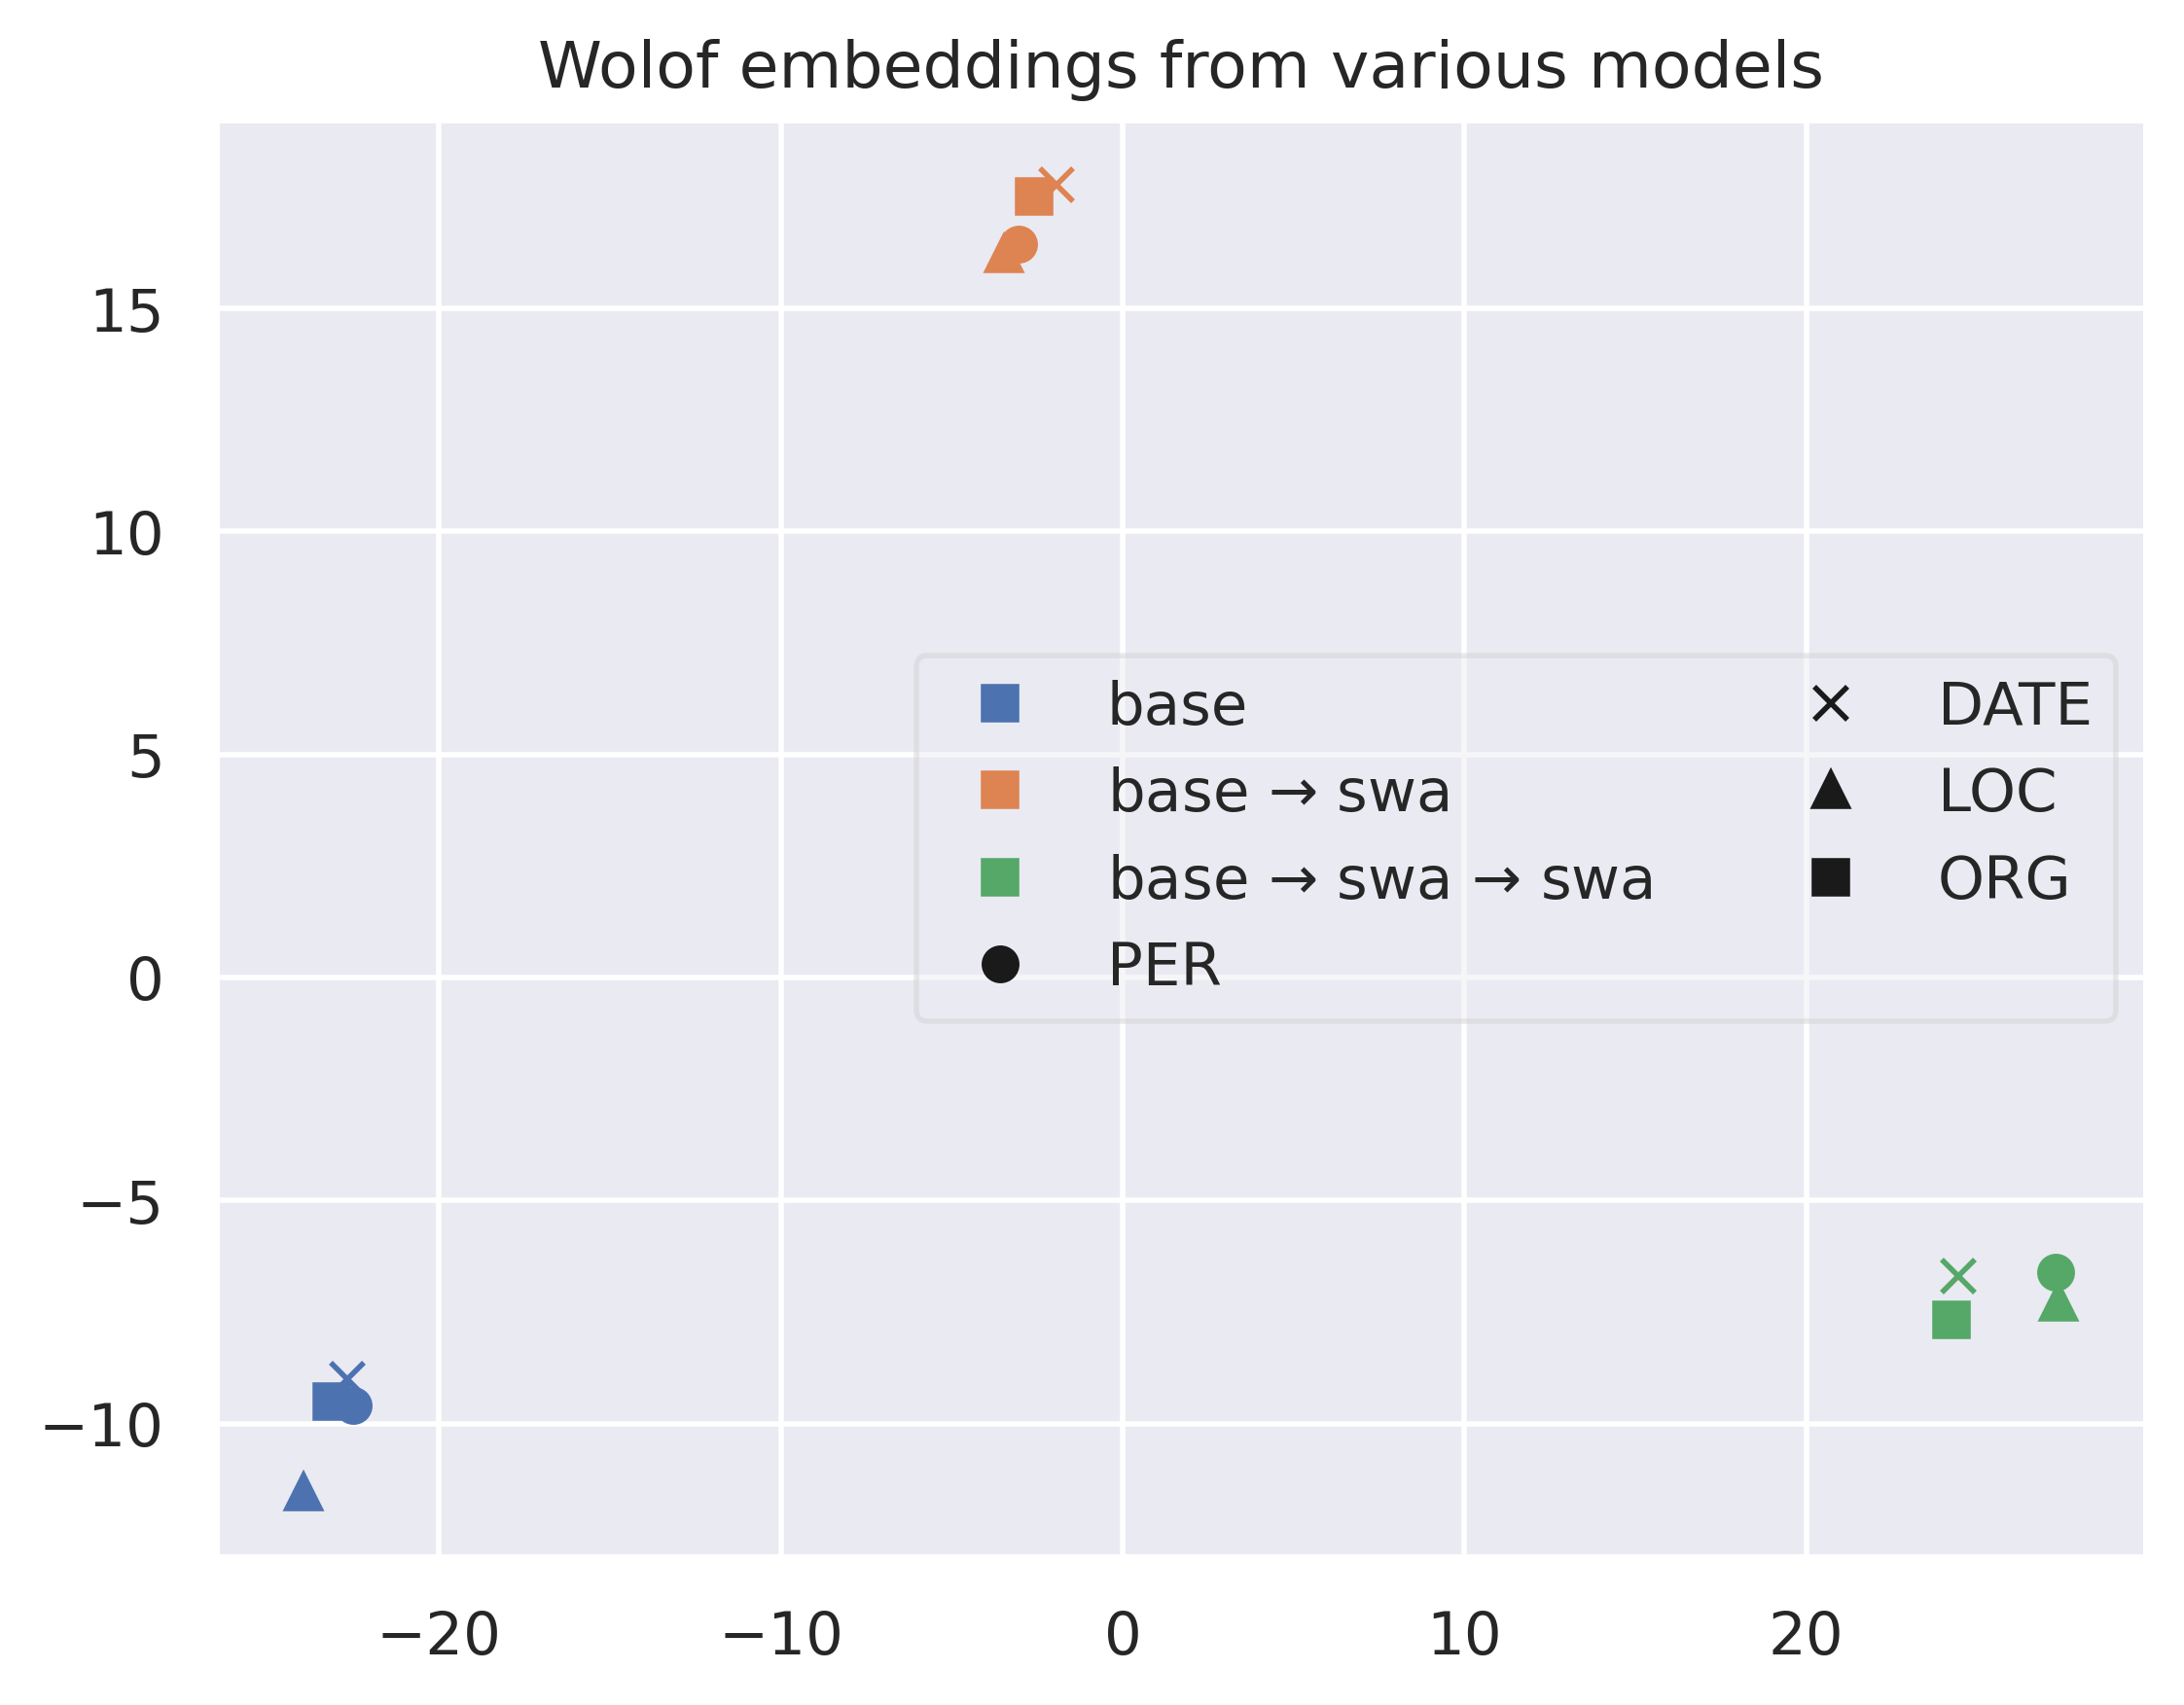 Wolof embeddings from various models
15
10
5
0
−5
−10
base
base → swa
base → swa → swa
PER
DATE
LOC
ORG
−20 −10 0 10 20